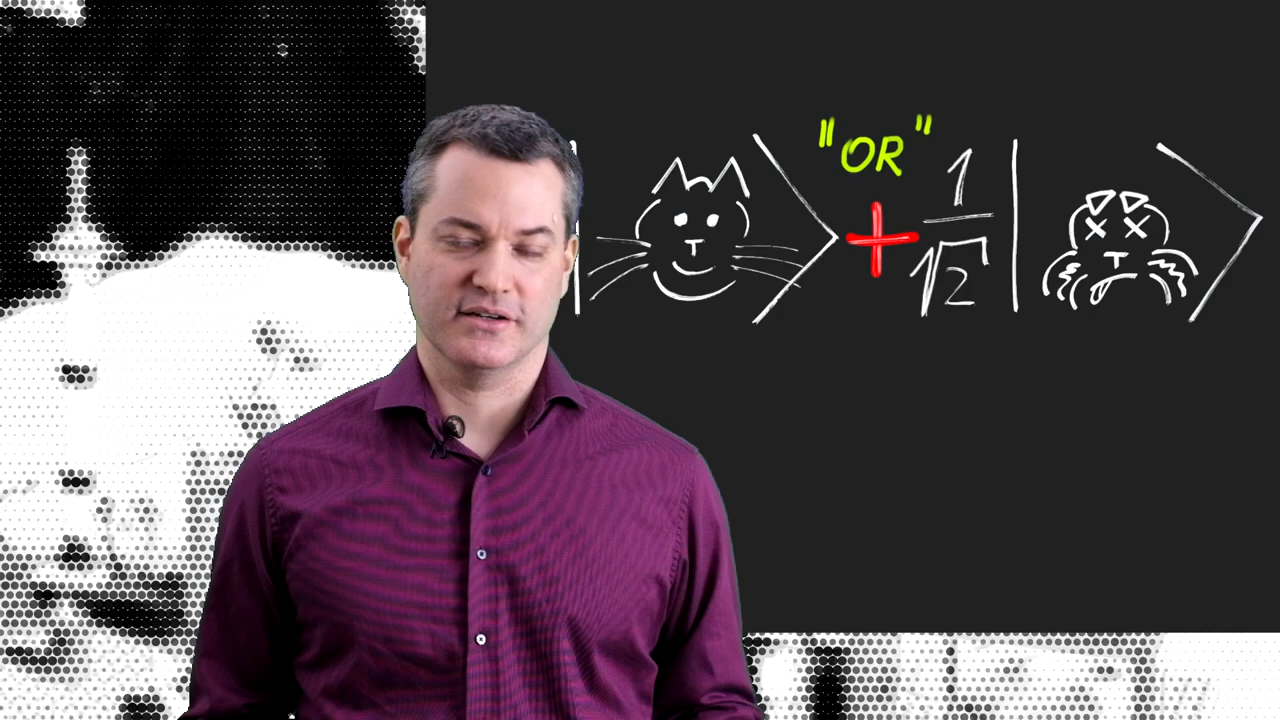 "OR"
| ⟩ + 1/√2 | ⟩